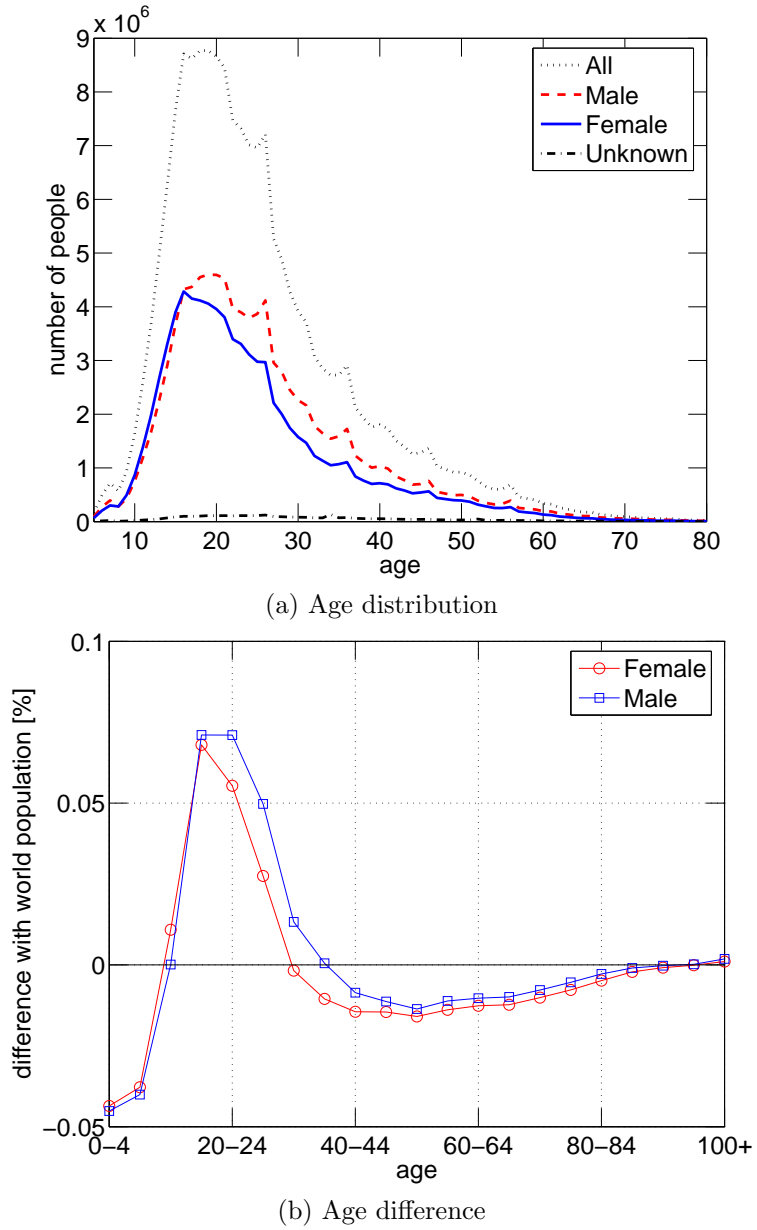 x 10^6
9
8
7
6
5
4
3
2
1
0
number of people
All
Male
Female
Unknown
10 20 30 40 50 60 70 80
age
(a) Age distribution
0.1
0.05
0
−0.05
difference with world population [%]
Female
Male
0−4 20−24 40−44 60−64 80−84 100+
age
(b) Age difference